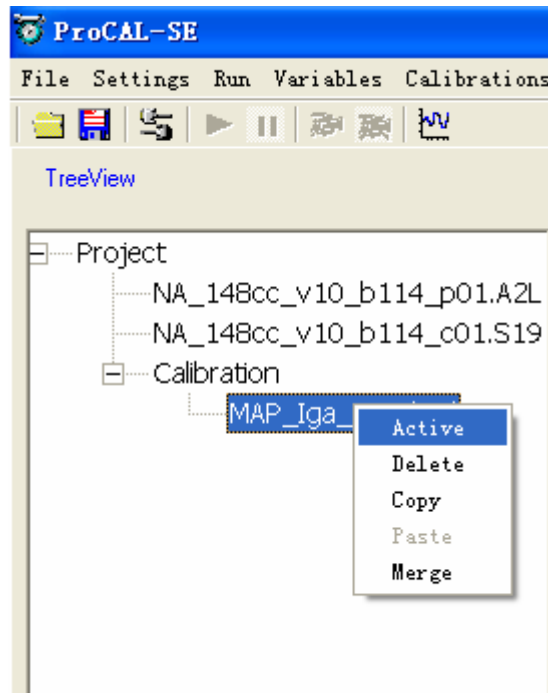 ProCAL-SE
File Settings Run Variables Calibrations
TreeView
Project
NA_148cc_v10_b114_p01.A2L
NA_148cc_v10_b114_c01.S19
Calibration
MAP_Iga_
Active
Delete
Copy
Paste
Merge